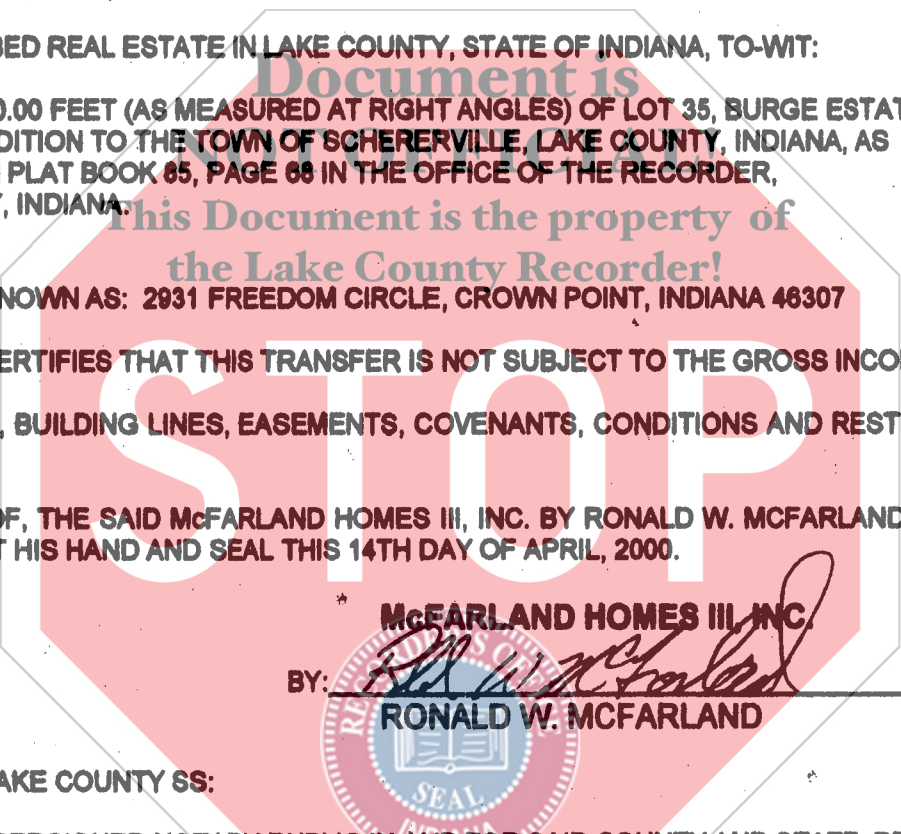 BED REAL ESTATE IN LAKE COUNTY, STATE OF INDIANA, TO-WIT:
Document is
0.00 FEET (AS MEASURED AT RIGHT ANGLES) OF LOT 35, BURGE ESTAT
DITION TO THE TOWN OF SCHERERVILLE, LAKE COUNTY, INDIANA, AS
NOT OFFICIAL!
PLAT BOOK 85, PAGE 68 IN THE OFFICE OF THE RECORDER,
, INDIANA.
This Document is the property of
the Lake County Recorder!
NOWN AS: 2931 FREEDOM CIRCLE, CROWN POINT, INDIANA 46307
ERTIFIES THAT THIS TRANSFER IS NOT SUBJECT TO THE GROSS INCO
STOP
, BUILDING LINES, EASEMENTS, COVENANTS, CONDITIONS AND REST
OF, THE SAID McFARLAND HOMES III, INC. BY RONALD W. MCFARLAND
T HIS HAND AND SEAL THIS 14TH DAY OF APRIL, 2000.
McFARLAND HOMES III, INC.
BY:
RONALD W. MCFARLAND
SEAL
AKE COUNTY SS: